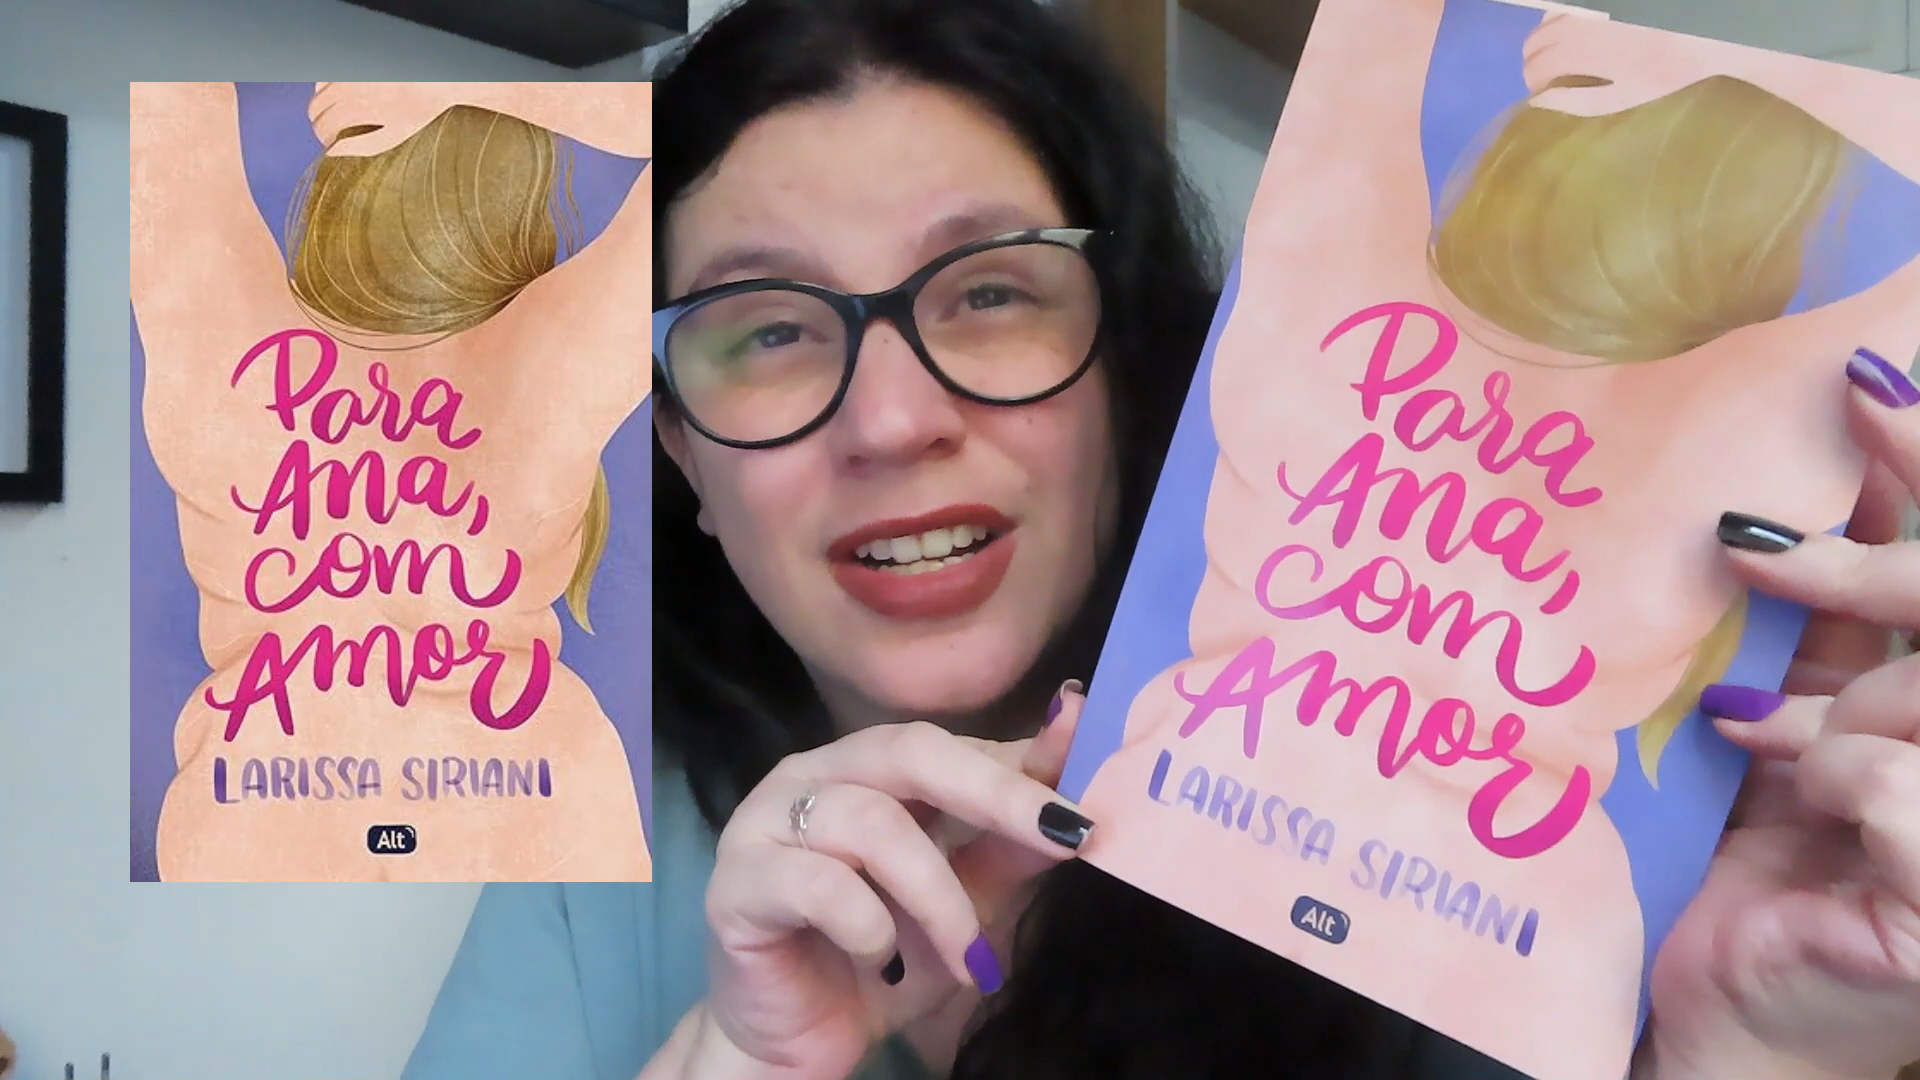 Para
Ana,
com
Amor
LARISSA SIRIANI
Alt
Para
Ana,
com
Amor
LARISSA SIRIANI
Alt